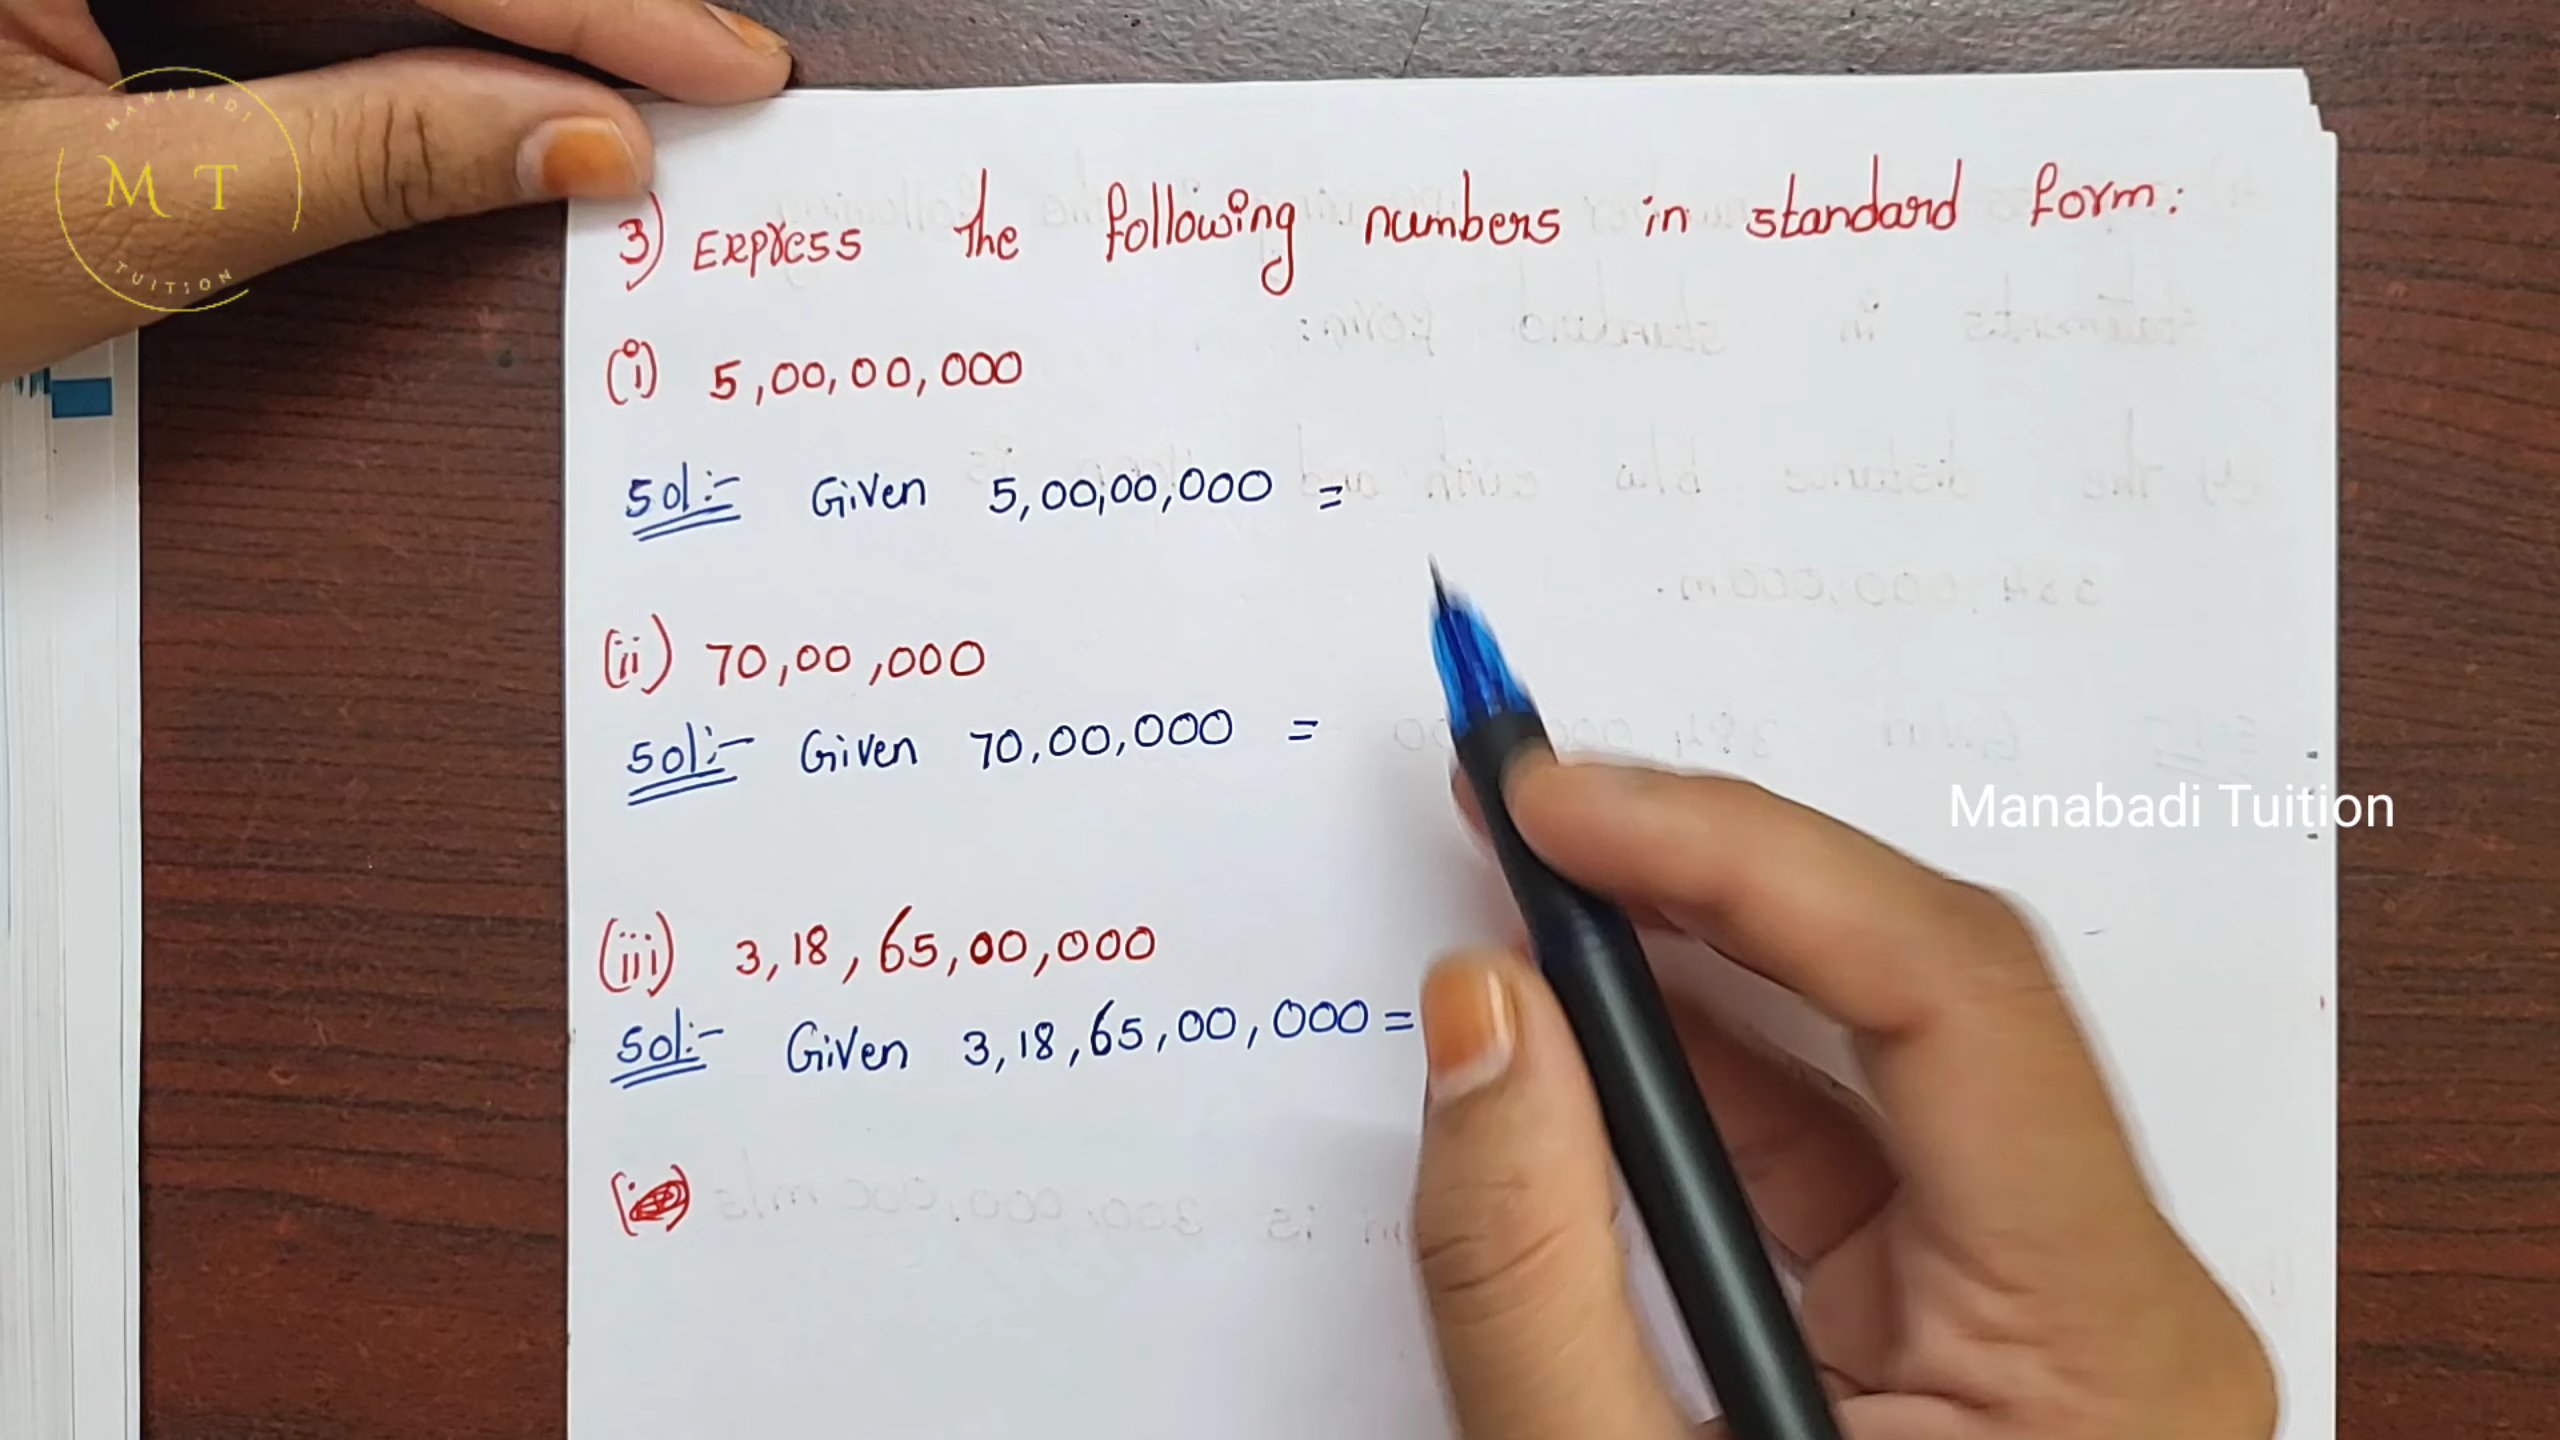 MANABADI
M T
TUITION
3) Express the following numbers in standard form:
(i) 5,00,00,000
Sol:- Given 5,00,00,000 =
(ii) 70,00,000
Sol:- Given 70,00,000 =
Manabadi Tuition
(iii) 3,18,65,00,000
Sol:- Given 3,18,65,00,000 =